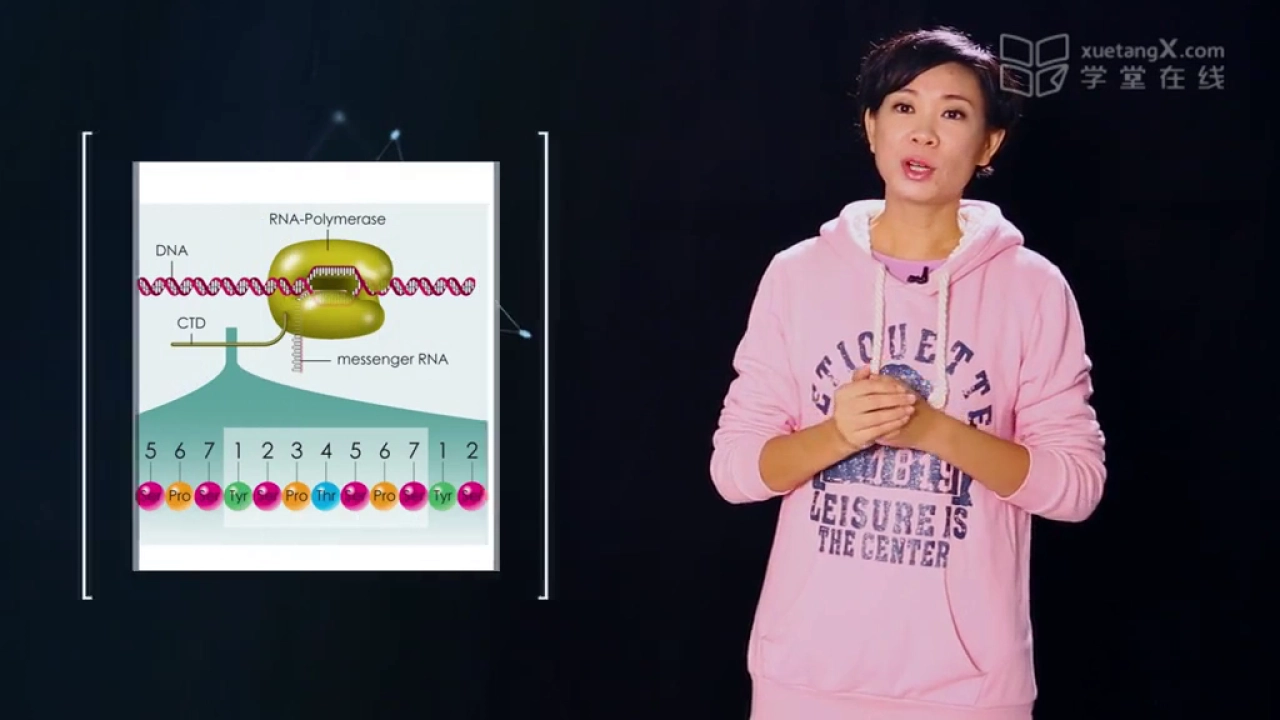 xuetangX.com
学堂在线
RNA-Polymerase
DNA
CTD
messenger RNA
5 6 7 1 2 3 4 5 6 7 1 2
Pro Tyr Pro Thr Pro Tyr
ETIQUETTE
1819
LEISURE IS
THE CENTER